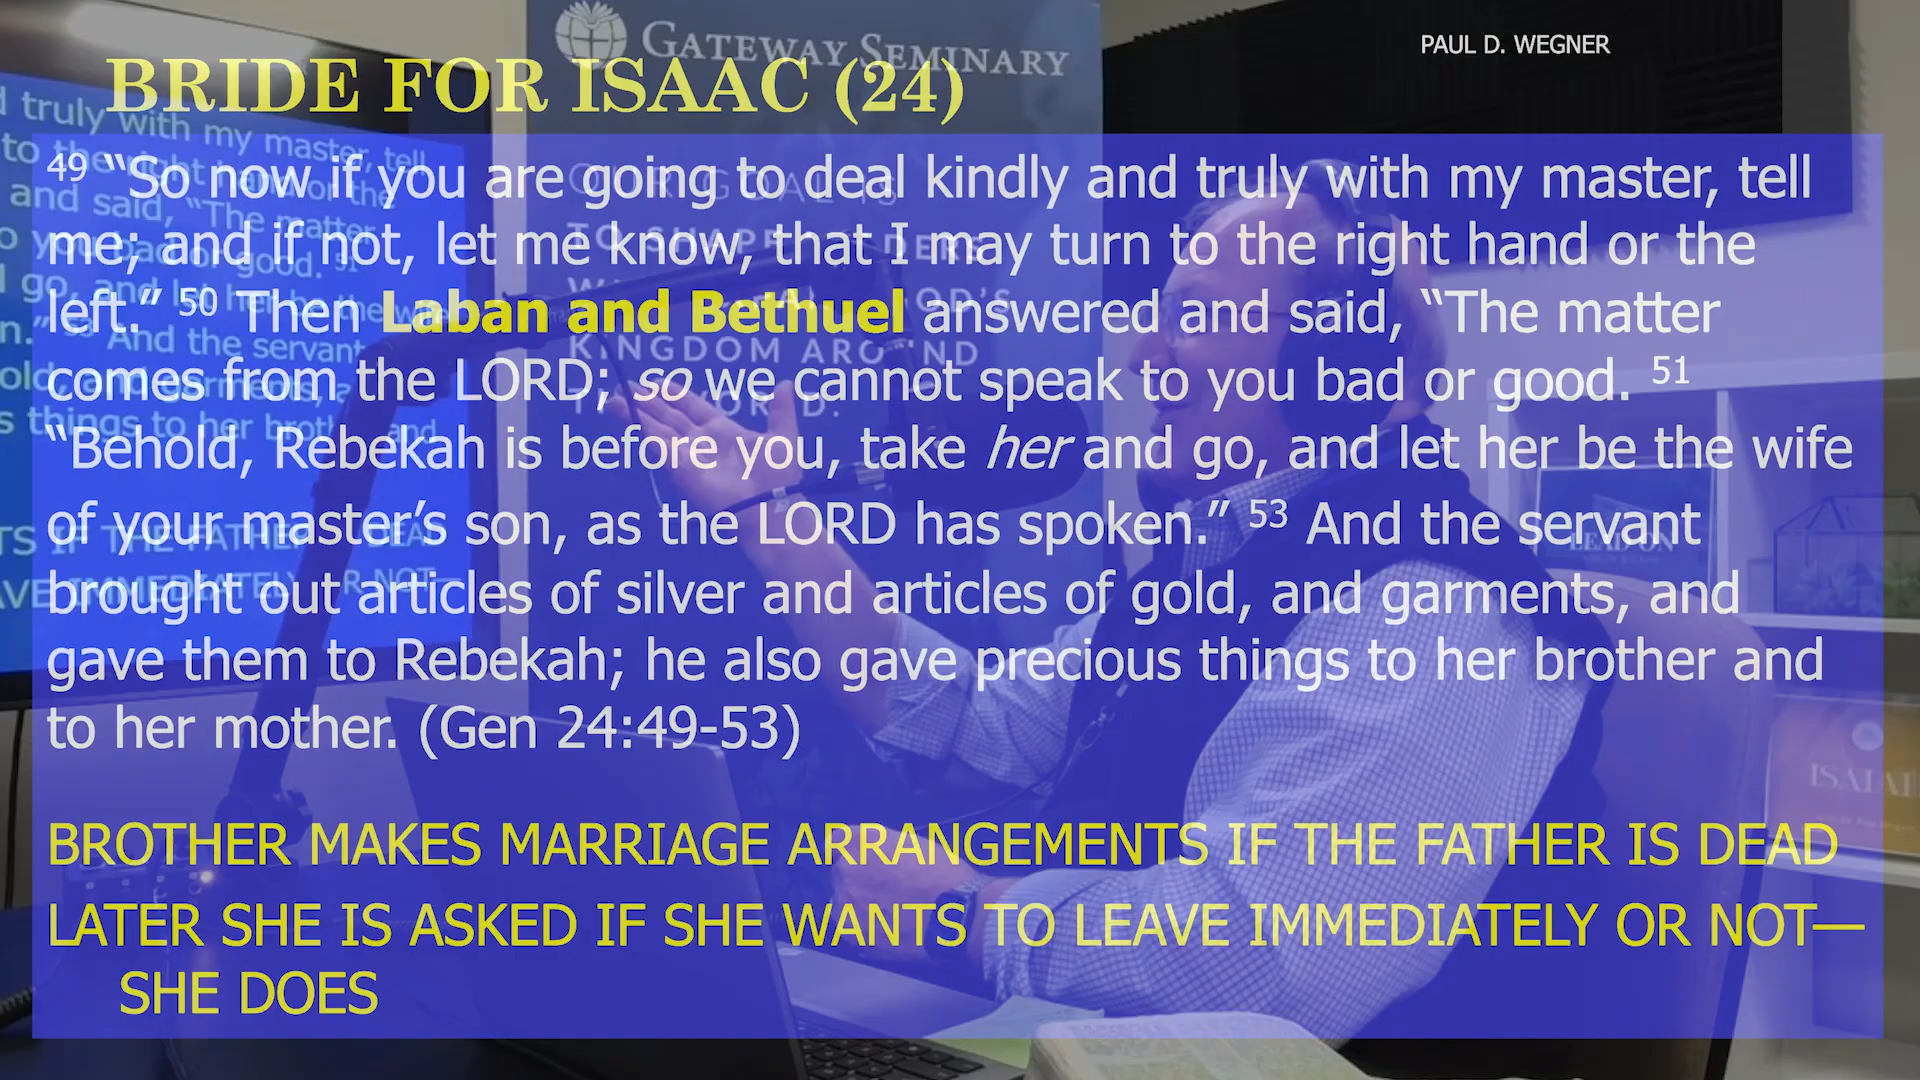 GATEWAY SEMINARY
PAUL D. WEGNER
BRIDE FOR ISAAC (24)
49 “So now if you are going to deal kindly and truly with my master, tell
me; and if not, let me know, that I may turn to the right hand or the
left.” 50 Then Laban and Bethuel answered and said, “The matter
comes from the LORD; so we cannot speak to you bad or good. 51
“Behold, Rebekah is before you, take her and go, and let her be the wife
of your master’s son, as the LORD has spoken.” 53 And the servant
brought out articles of silver and articles of gold, and garments, and
gave them to Rebekah; he also gave precious things to her brother and
to her mother. (Gen 24:49-53)
BROTHER MAKES MARRIAGE ARRANGEMENTS IF THE FATHER IS DEAD
LATER SHE IS ASKED IF SHE WANTS TO LEAVE IMMEDIATELY OR NOT—
SHE DOES
LEAD ON